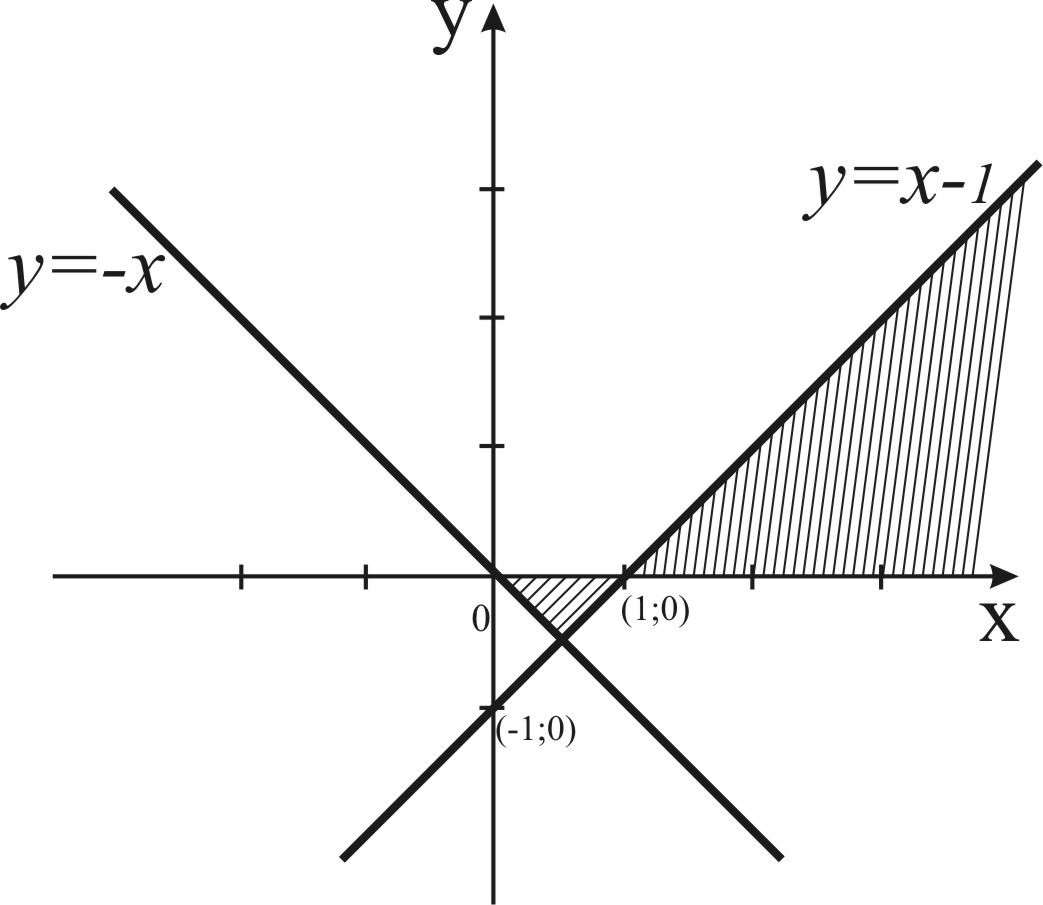 y
y=x-1
y=-x
0
(1;0)
x
(-1;0)